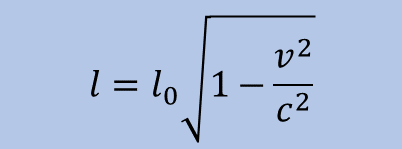 l = l₀√(1 − v²/c²)